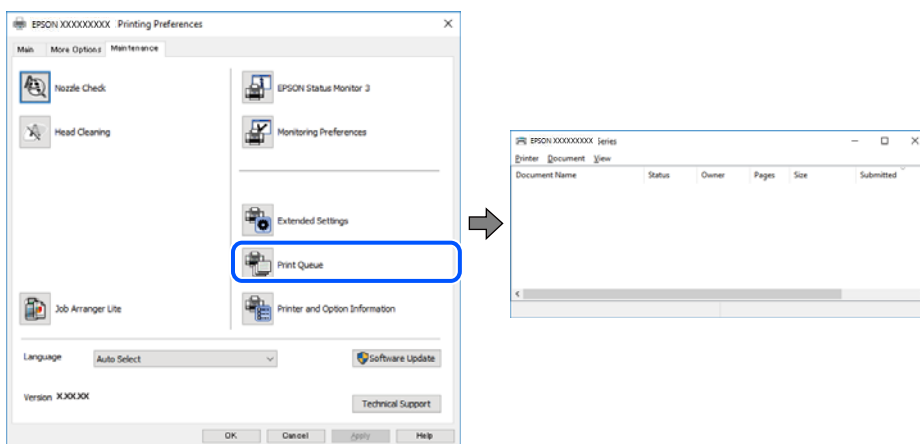 EPSON XXXXXXXXX Printing Preferences
Main More Options Maintenance
Nozzle Check
EPSON Status Monitor 3
Head Cleaning
Monitoring Preferences
Extended Settings
Print Queue
Job Arranger Lite
Printer and Option Information
Language Auto Select Software Update
Version X.XX.XX
Technical Support
OK Cancel Apply Help
EPSON XXXXXXXXX Series
Printer Document View
Document Name Status Owner Pages Size Submitted